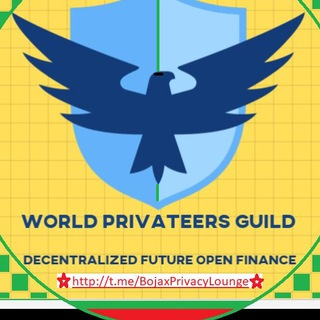 WORLD PRIVATEERS GUILD
DECENTRALIZED FUTURE OPEN FINANCE
http://t.me/BojaxPrivacyLounge